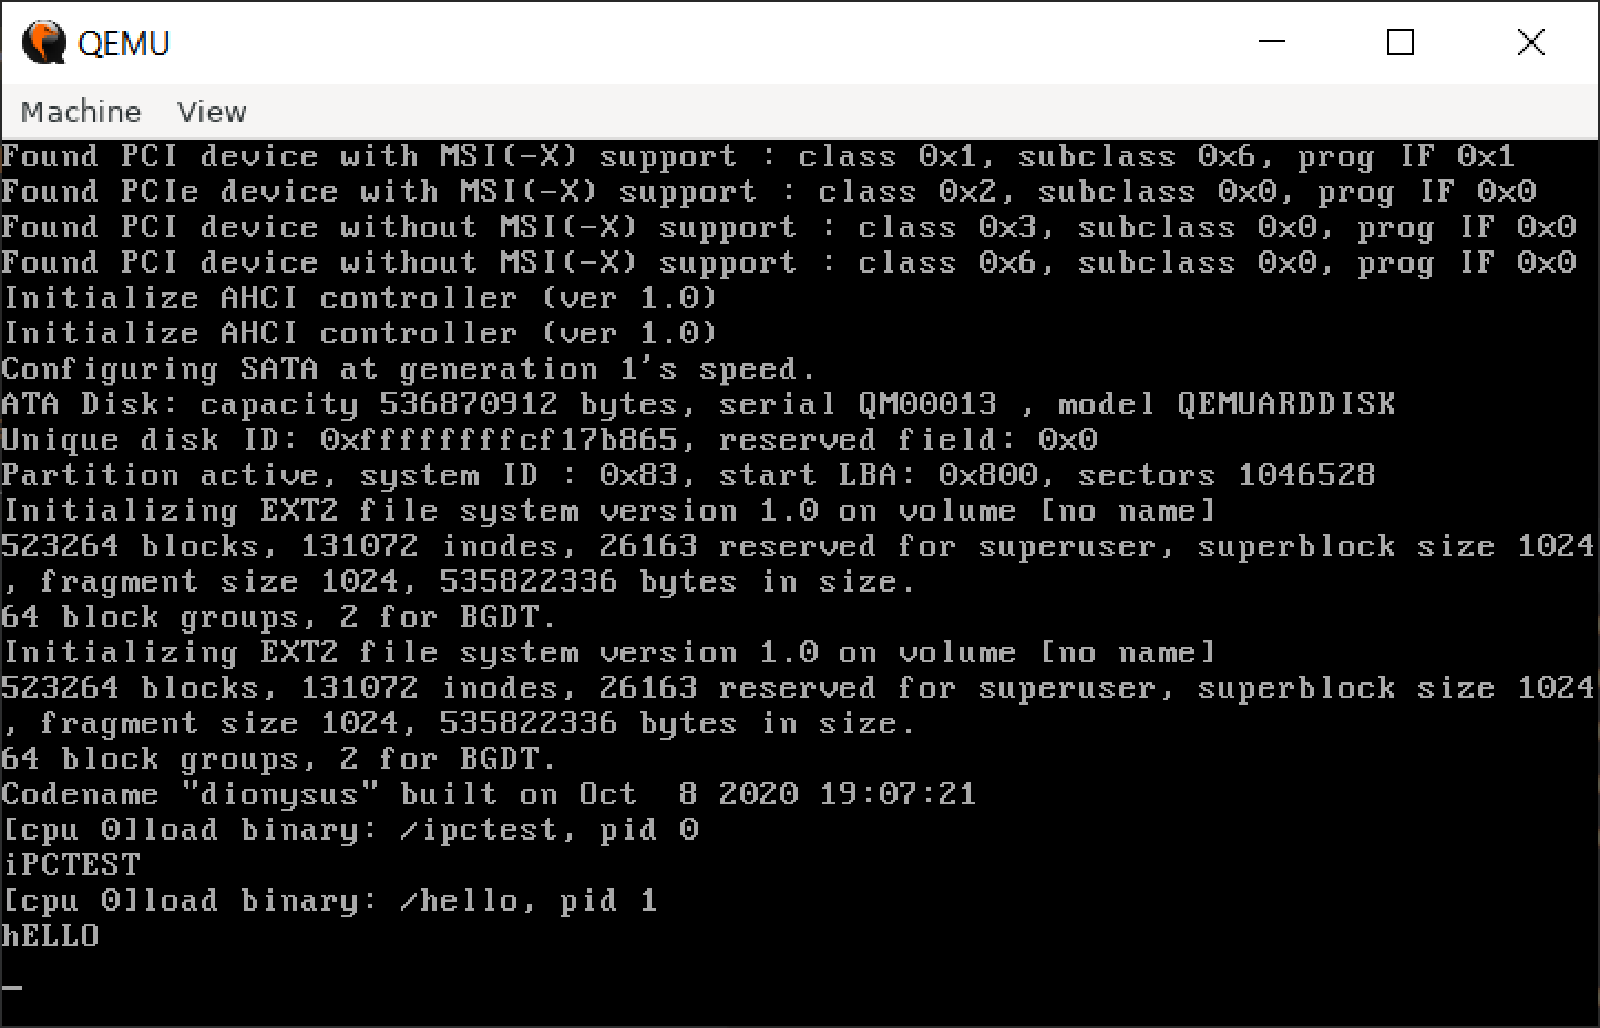 QEMU
Machine View
Found PCI device with MSI(-X) support : class 0x1, subclass 0x6, prog IF 0x1
Found PCIe device with MSI(-X) support : class 0x2, subclass 0x0, prog IF 0x0
Found PCI device without MSI(-X) support : class 0x3, subclass 0x0, prog IF 0x0
Found PCI device without MSI(-X) support : class 0x6, subclass 0x0, prog IF 0x0
Initialize AHCI controller (ver 1.0)
Initialize AHCI controller (ver 1.0)
Configuring SATA at generation 1's speed.
ATA Disk: capacity 536870912 bytes, serial QM00013 , model QEMUARDDISK
Unique disk ID: 0xffffffffcf17b865, reserved field: 0x0
Partition active, system ID : 0x83, start LBA: 0x800, sectors 1046528
Initializing EXT2 file system version 1.0 on volume [no name]
523264 blocks, 131072 inodes, 26163 reserved for superuser, superblock size 1024
, fragment size 1024, 535822336 bytes in size.
64 block groups, 2 for BGDT.
Initializing EXT2 file system version 1.0 on volume [no name]
523264 blocks, 131072 inodes, 26163 reserved for superuser, superblock size 1024
, fragment size 1024, 535822336 bytes in size.
64 block groups, 2 for BGDT.
Codename "dionysus" built on Oct  8 2020 19:07:21
[cpu 0]load binary: /ipctest, pid 0
iPCTEST
[cpu 0]load binary: /hello, pid 1
hELLO
_